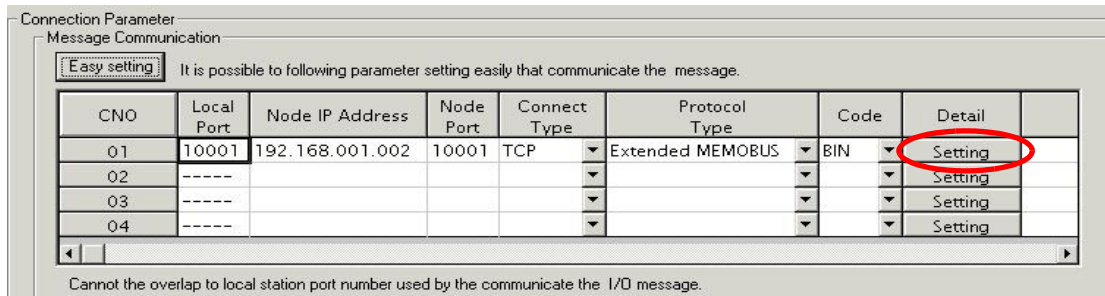 Connection Parameter
Message Communication
Easy setting It is possible to following parameter setting easily that communicate the message.
CNO Local Port Node IP Address Node Port Connect Type Protocol Type Code Detail
01 10001 192.168.001.002 10001 TCP Extended MEMOBUS BIN Setting
02 ----- Setting
03 ----- Setting
04 ----- Setting
Cannot the overlap to local station port number used by the communicate the I/O message.